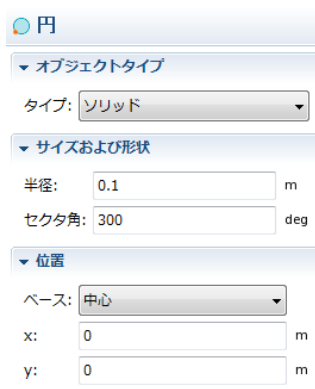 円
オブジェクトタイプ
タイプ: ソリッド
サイズおよび形状
半径: 0.1 m
セクタ角: 300 deg
位置
ベース: 中心
x: 0 m
y: 0 m